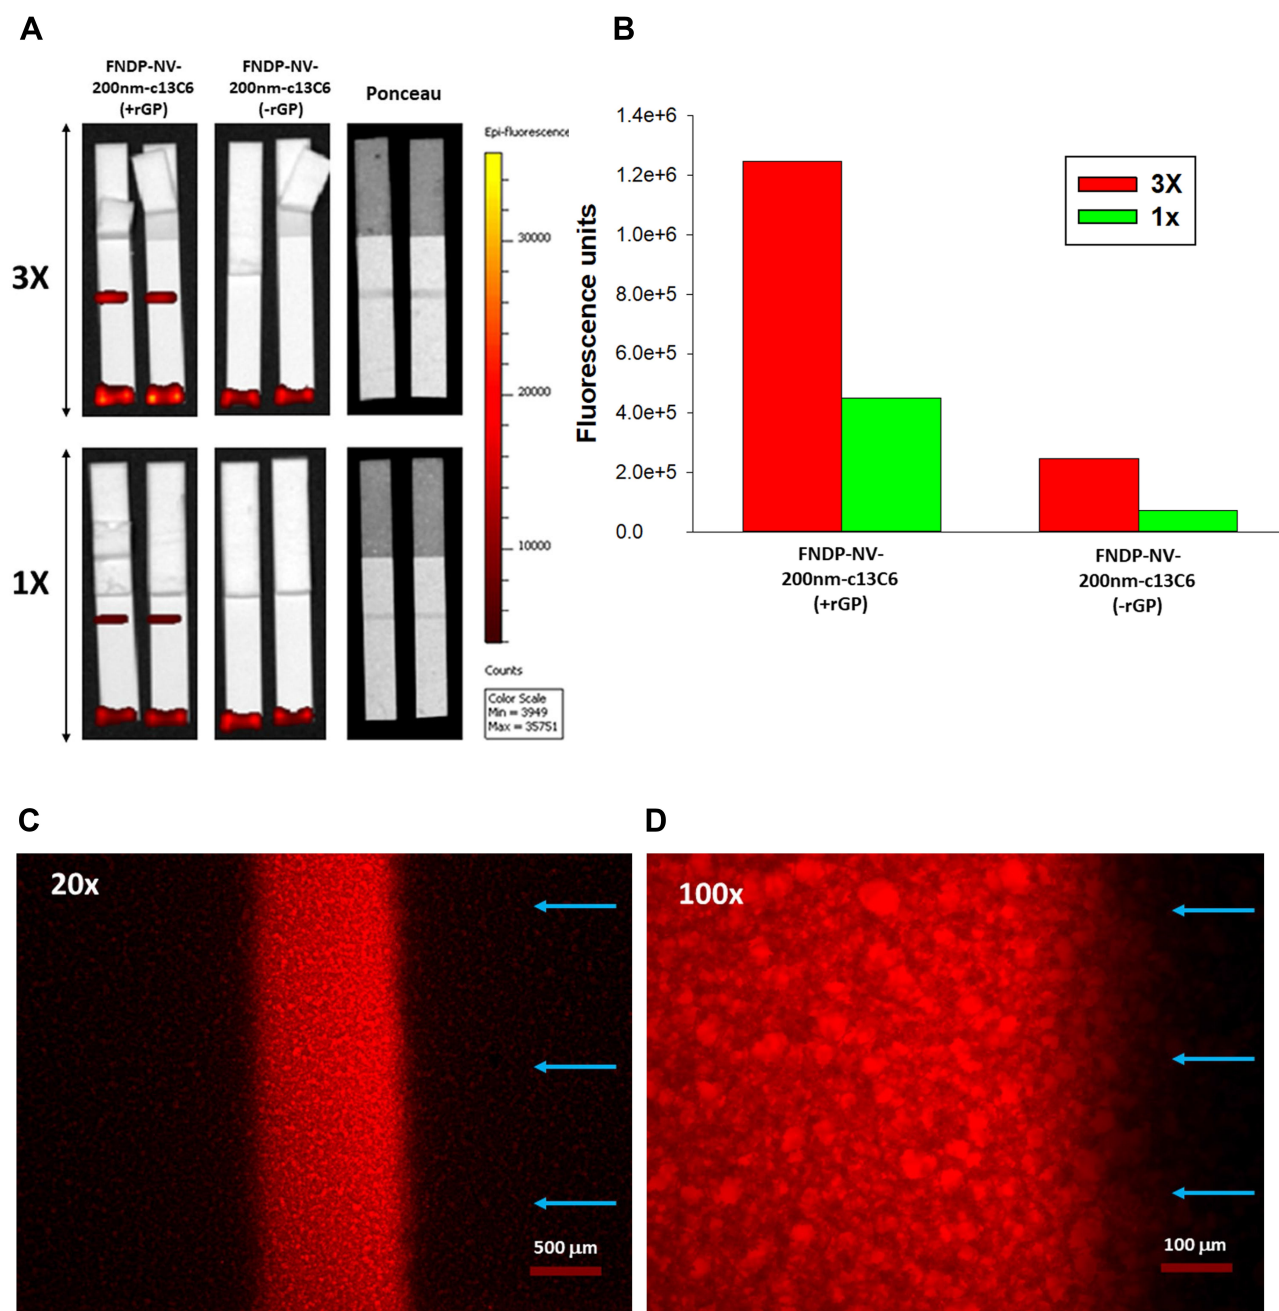 A
FNDP-NV-
200nm-c13C6
(+rGP)
FNDP-NV-
200nm-c13C6
(-rGP)
Ponceau
3X
1X
Epi-fluorescence
30000
20000
10000
Counts
Color Scale
Min = 3949
Max = 35751
B
Fluorescence units
1.4e+6
1.2e+6
1.0e+6
8.0e+5
6.0e+5
4.0e+5
2.0e+5
0.0
3X
1x
FNDP-NV-
200nm-c13C6
(+rGP)
FNDP-NV-
200nm-c13C6
(-rGP)
C
20x
500 µm
D
100x
100 µm